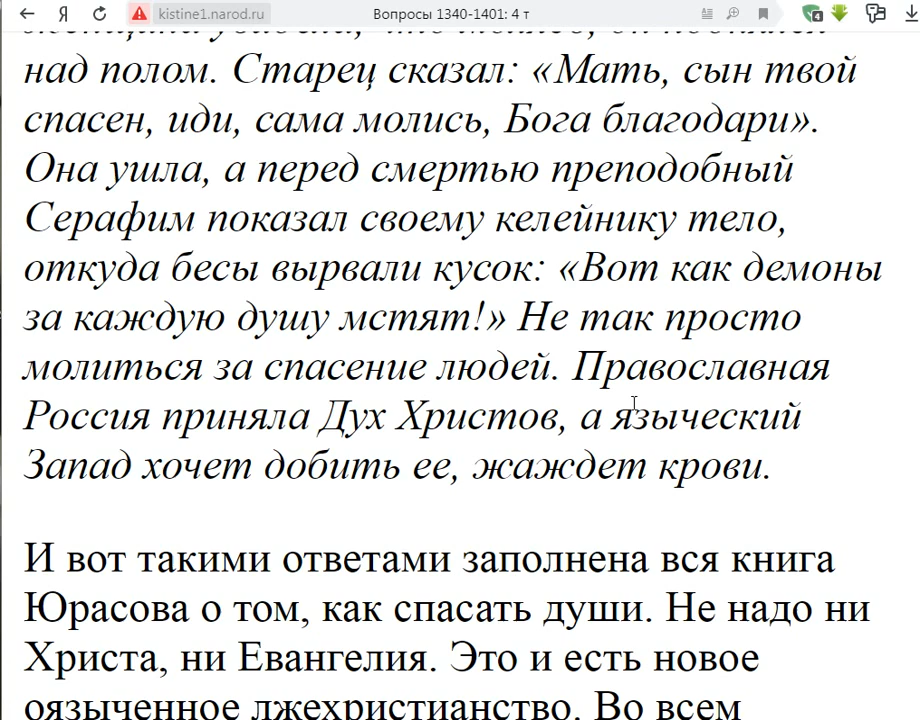 kistine1.narod.ru
Вопросы 1340-1401: 4 т
4
над полом. Старец сказал: «Мать, сын твой
спасен, иди, сама молись, Бога благодари».
Она ушла, а перед смертью преподобный
Серафим показал своему келейнику тело,
откуда бесы вырвали кусок: «Вот как демоны
за каждую душу мстят!» Не так просто
молиться за спасение людей. Православная
Россия приняла Дух Христов, а языческий
Запад хочет добить ее, жаждет крови.
И вот такими ответами заполнена вся книга
Юрасова о том, как спасать души. Не надо ни
Христа, ни Евангелия. Это и есть новое
оязыченное лжехристианство. Во всем